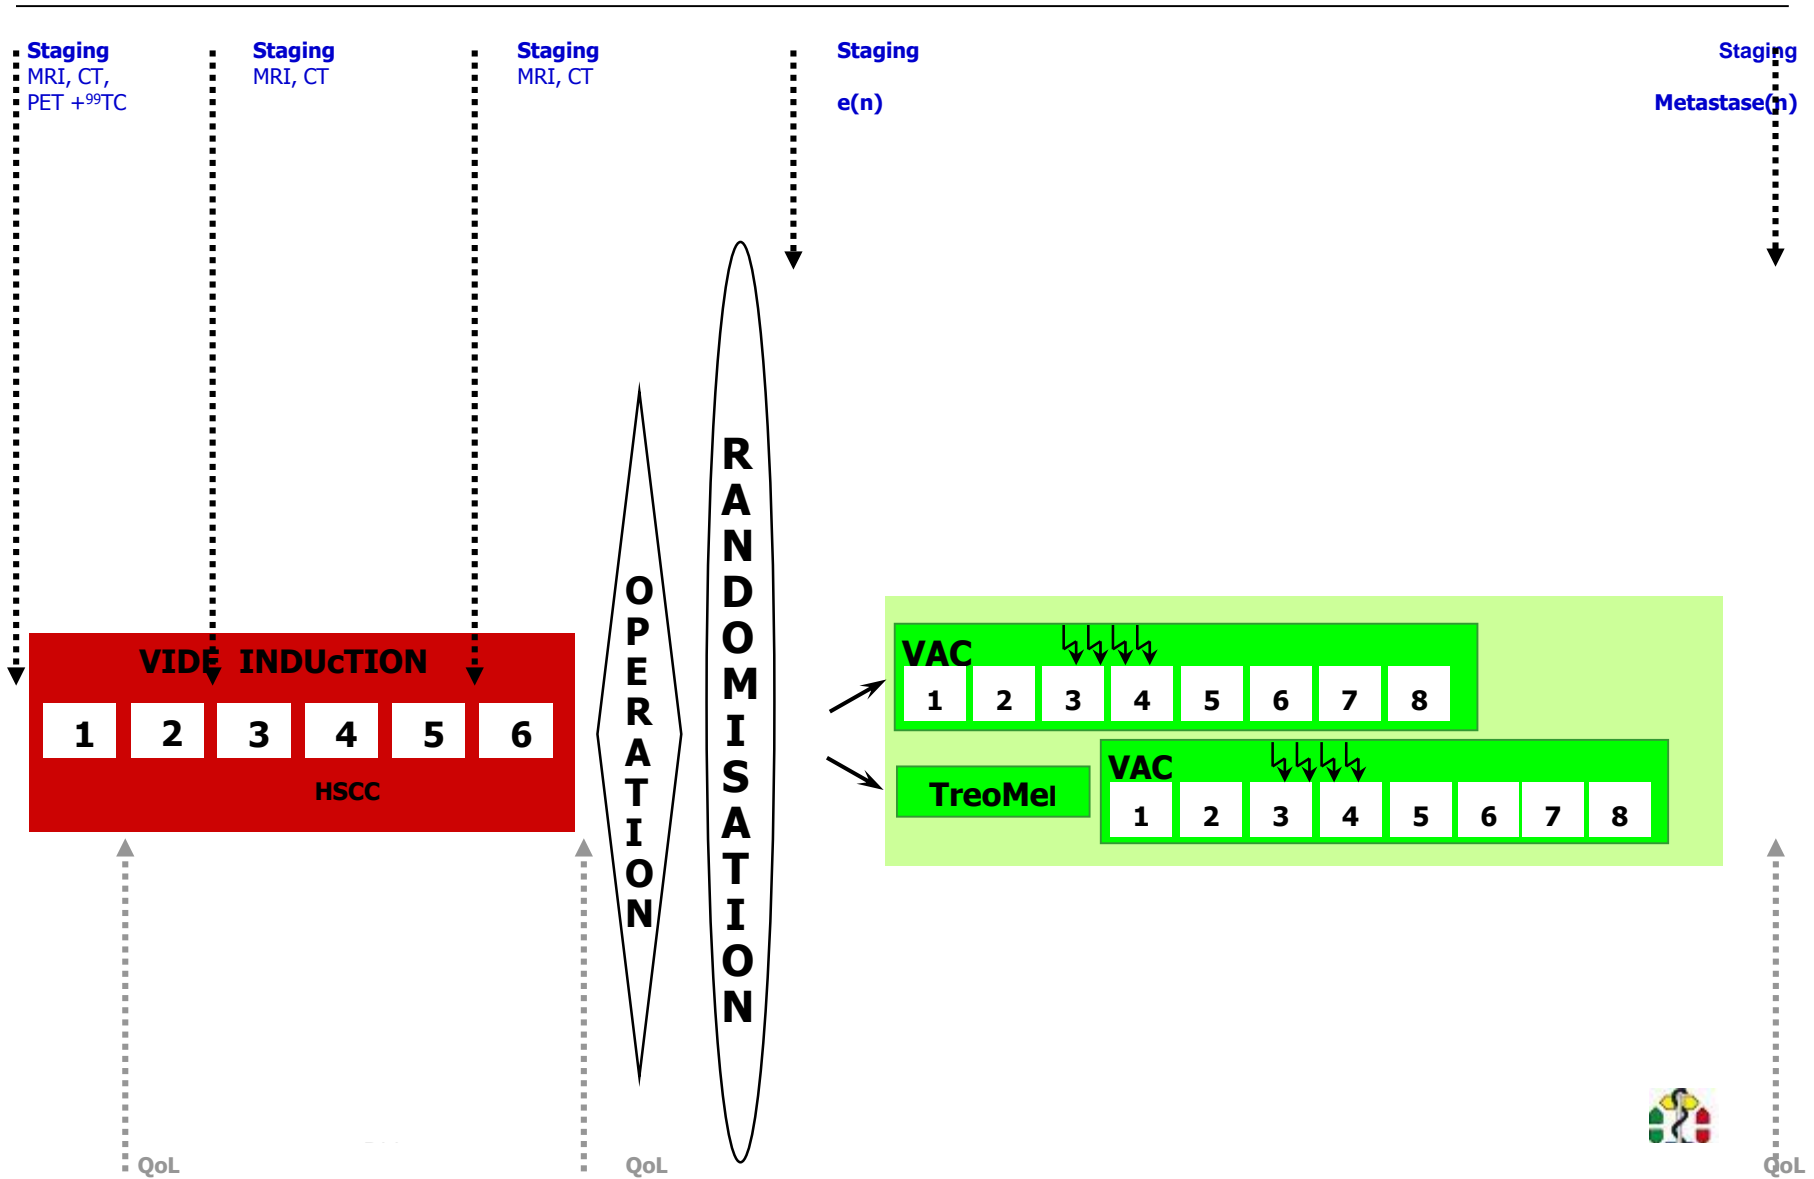 Staging
MRI, CT,
PET +⁹⁹TC
Staging
MRI, CT
Staging
MRI, CT
Staging
e(n)
Staging
Metastase(n)
VIDE INDUcTION
1 2 3 4 5 6
HSCC
OPERATION
RANDOMISATION
VAC
1 2 3 4 5 6 7 8
TreoMel
VAC
1 2 3 4 5 6 7 8
QoL
QoL
QoL